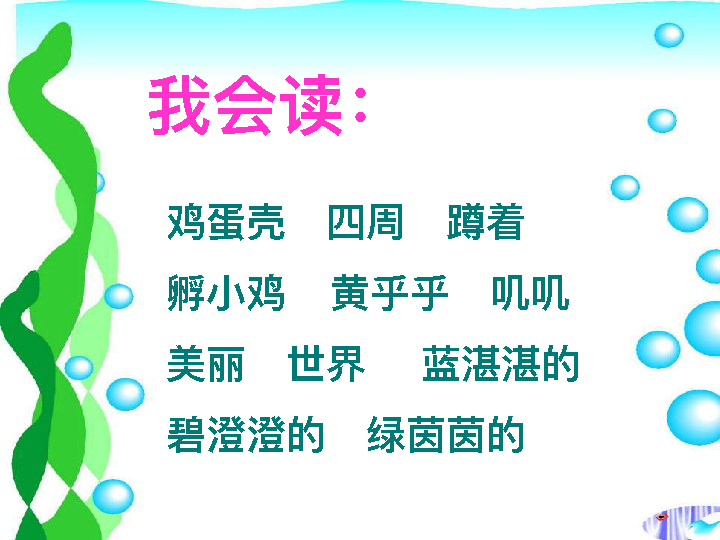 我会读：
鸡蛋壳 四周 蹲着
孵小鸡 黄乎乎 叽叽
美丽 世界 蓝湛湛的
碧澄澄的 绿茵茵的